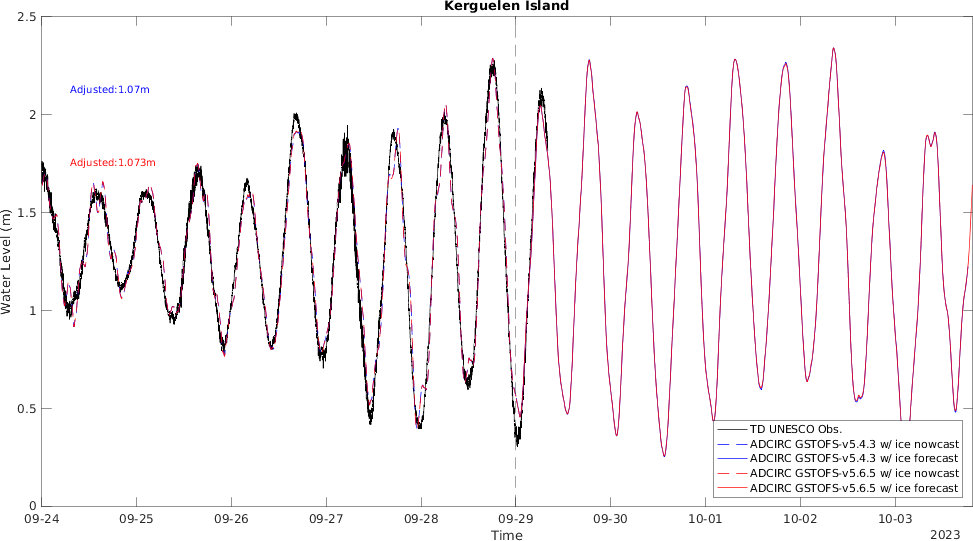 Kerguelen Island
2.5
2
1.5
1
0.5
0
Water Level (m)
Adjusted:1.07m
Adjusted:1.073m
TD UNESCO Obs.
ADCIRC GSTOFS-v5.4.3 w/ ice nowcast
ADCIRC GSTOFS-v5.4.3 w/ ice forecast
ADCIRC GSTOFS-v5.6.5 w/ ice nowcast
ADCIRC GSTOFS-v5.6.5 w/ ice forecast
09-24 09-25 09-26 09-27 09-28 09-29 09-30 10-01 10-02 10-03
Time
2023